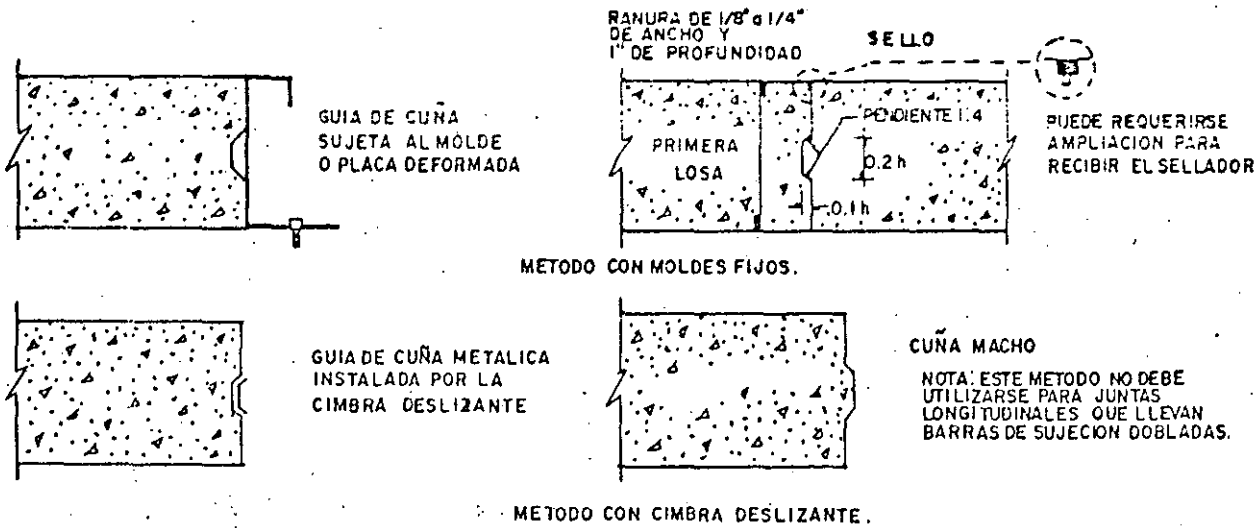 RANURA DE 1/8" a 1/4"
DE ANCHO Y
1" DE PROFUNDIDAD
SELLO
GUIA DE CUÑA
SUJETA AL MOLDE
O PLACA DEFORMADA
PRIMERA
LOSA
PENDIENTE 1:4
0.2 h
.0.1 h
PUEDE REQUERIRSE
AMPLIACION PARA
RECIBIR EL SELLADOR
METODO CON MOLDES FIJOS.
GUIA DE CUÑA METALICA
INSTALADA POR LA
CIMBRA DESLIZANTE
CUÑA MACHO
NOTA: ESTE METODO NO DEBE
UTILIZARSE PARA JUNTAS
LONGITUDINALES QUE LLEVAN
BARRAS DE SUJECION DOBLADAS.
METODO CON CIMBRA DESLIZANTE.